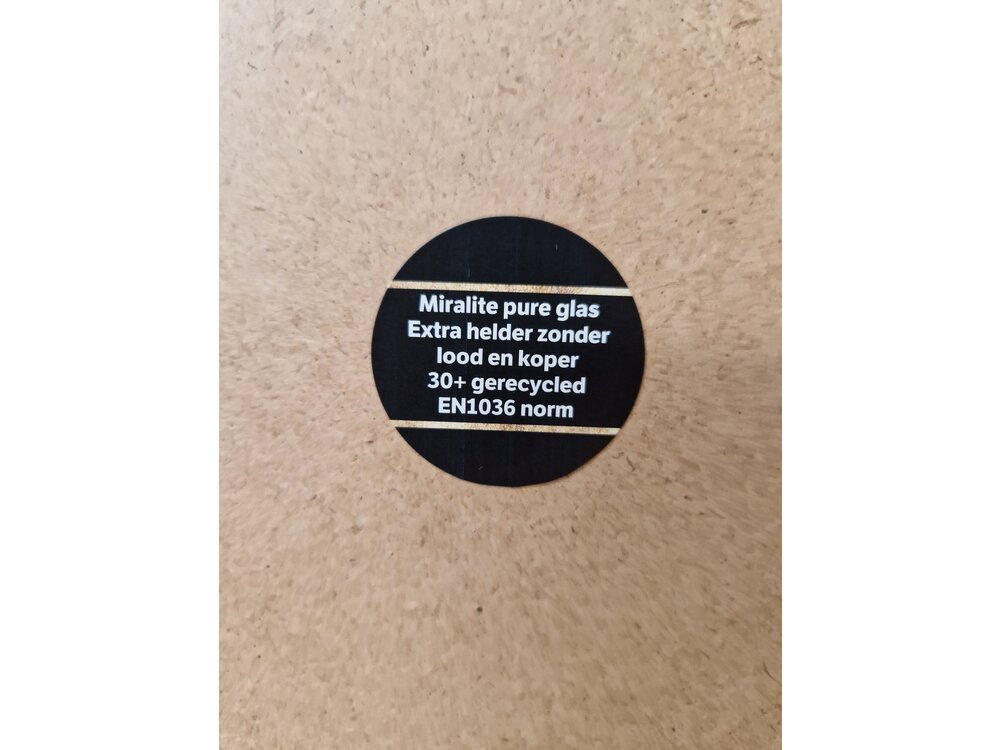 Miralite pure glas
Extra helder zonder
lood en koper
30+ gerecycled
EN1036 norm